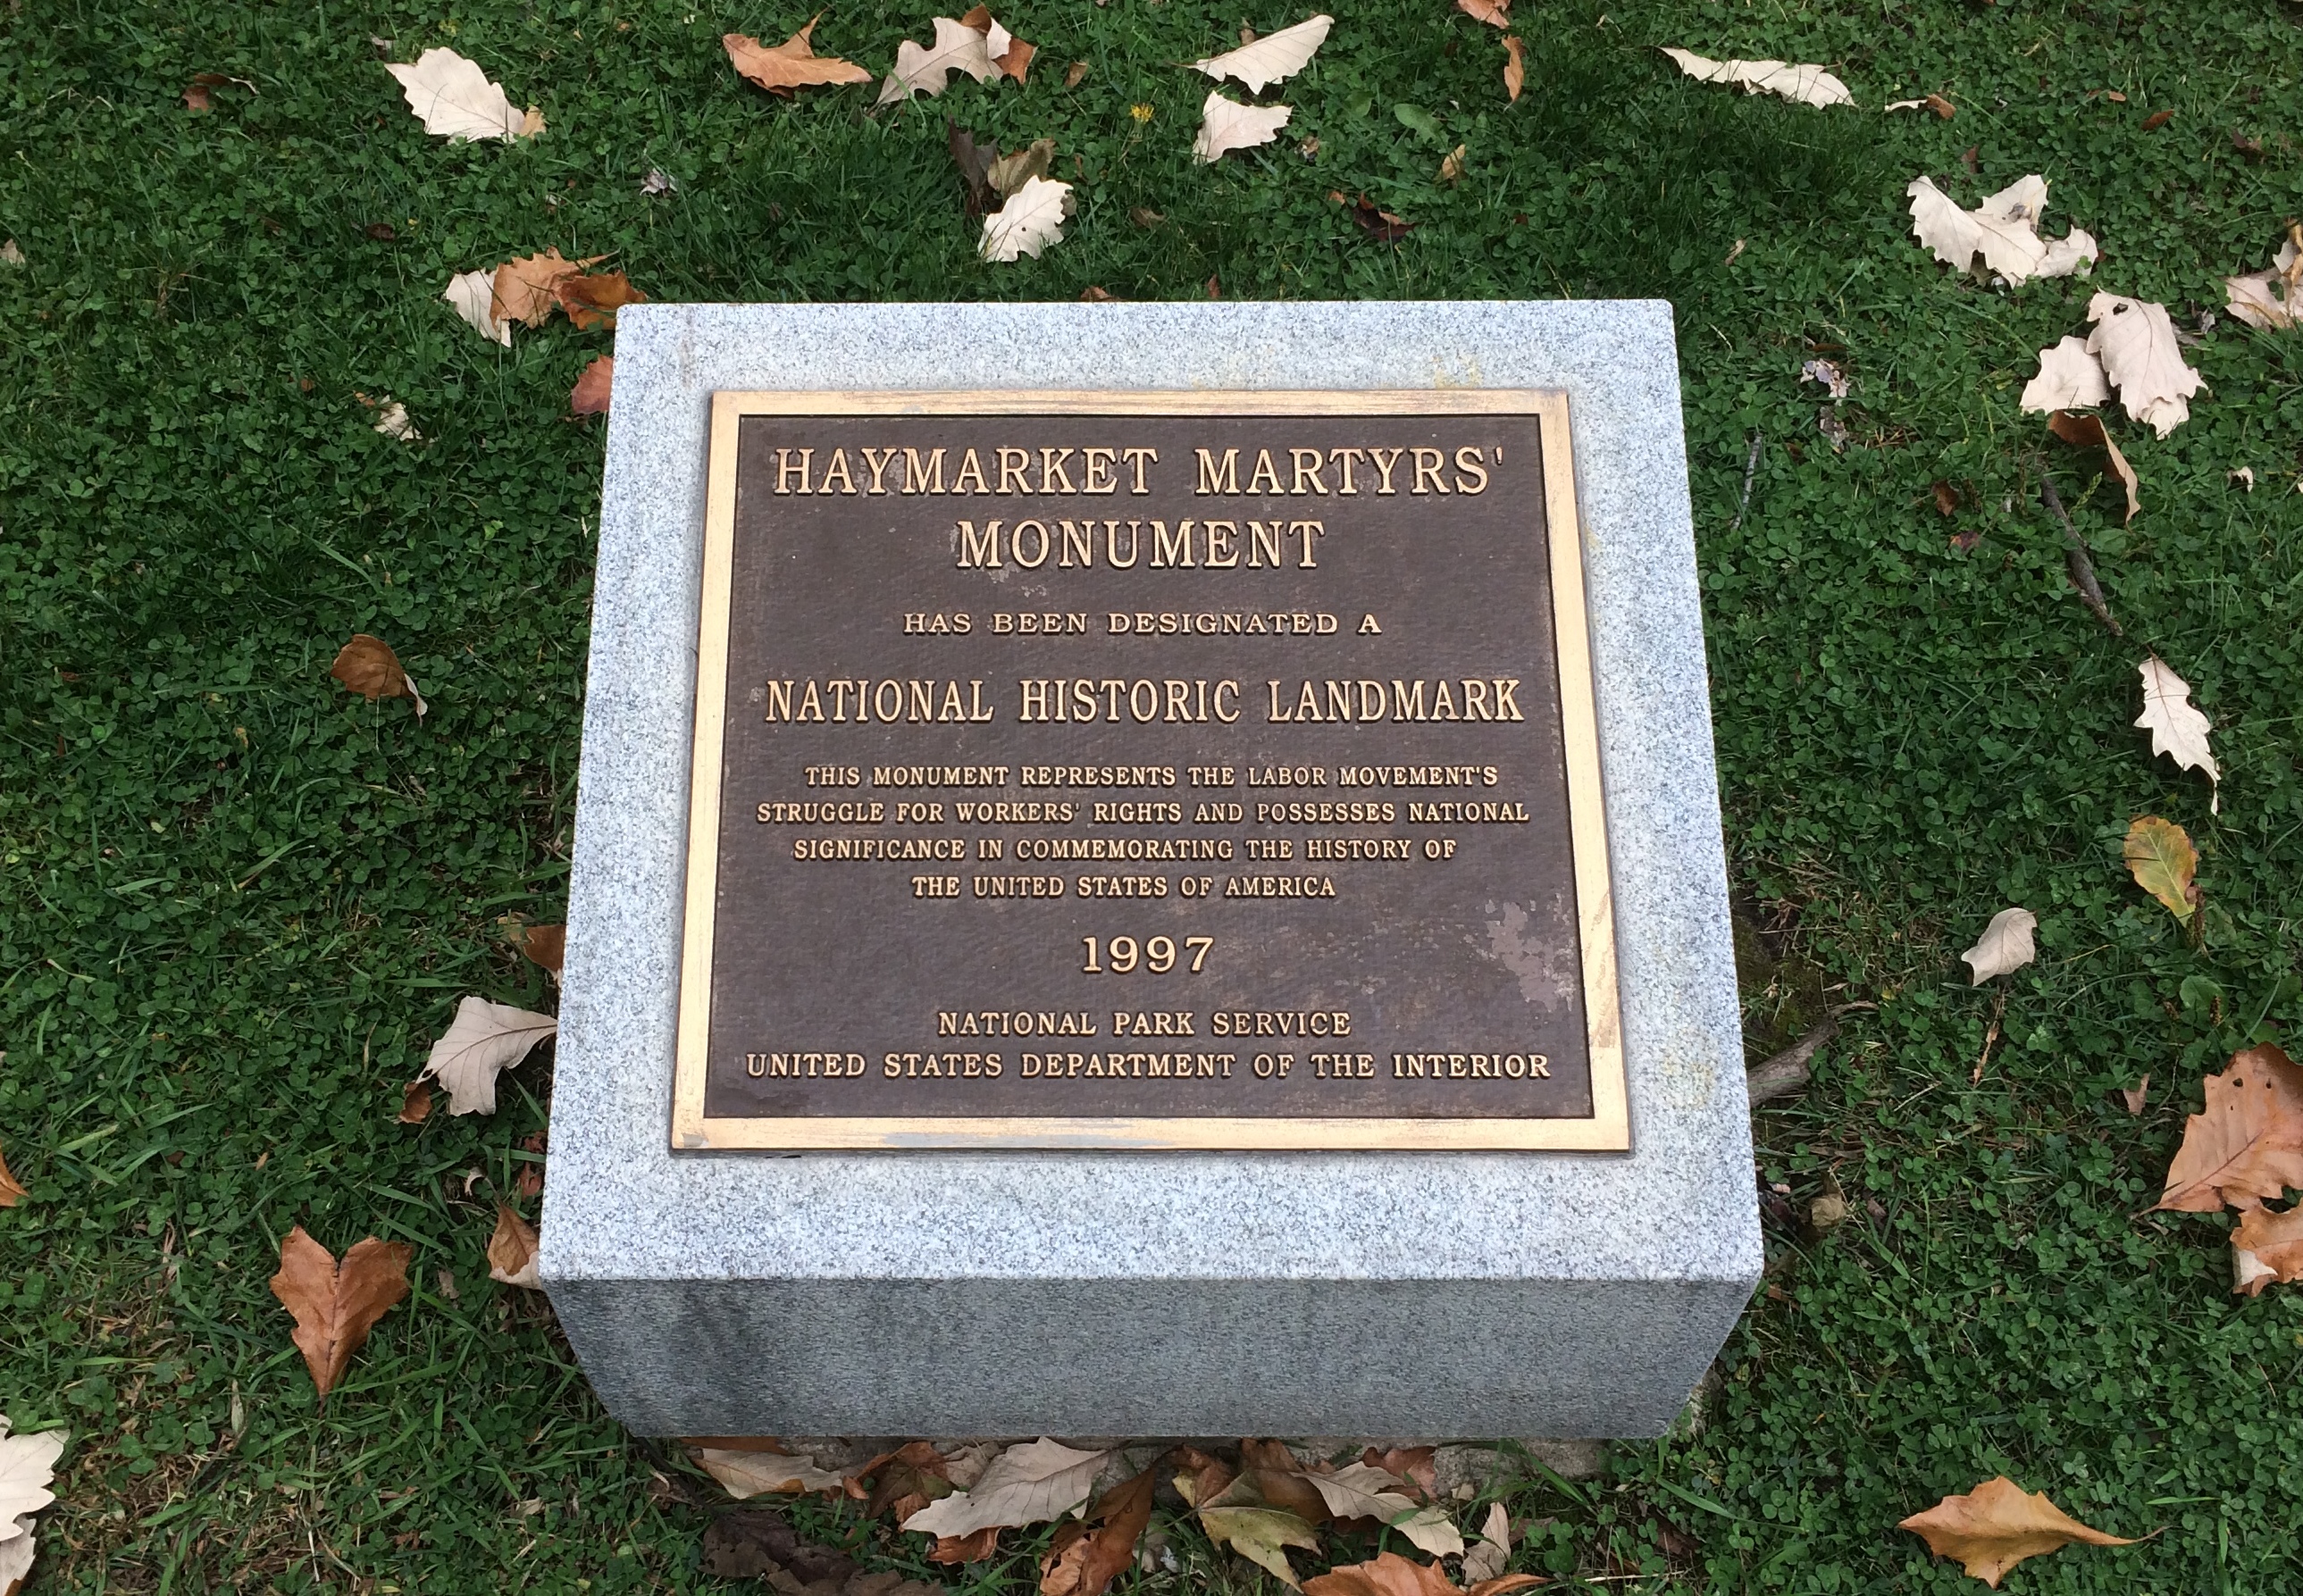 HAYMARKET MARTYRS'
MONUMENT
HAS BEEN DESIGNATED A
NATIONAL HISTORIC LANDMARK
THIS MONUMENT REPRESENTS THE LABOR MOVEMENT'S
STRUGGLE FOR WORKERS' RIGHTS AND POSSESSES NATIONAL
SIGNIFICANCE IN COMMEMORATING THE HISTORY OF
THE UNITED STATES OF AMERICA
1997
NATIONAL PARK SERVICE
UNITED STATES DEPARTMENT OF THE INTERIOR